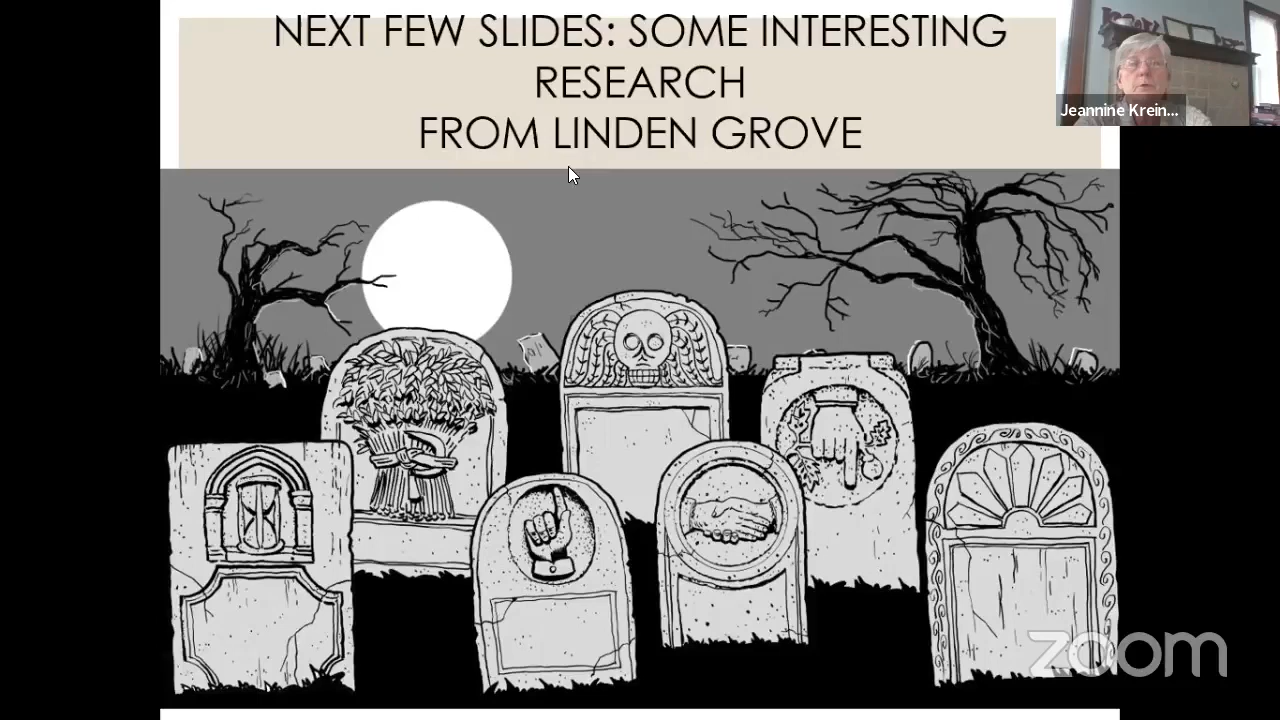 NEXT FEW SLIDES: SOME INTERESTING
RESEARCH
FROM LINDEN GROVE
Jeannine Krein...
zoom